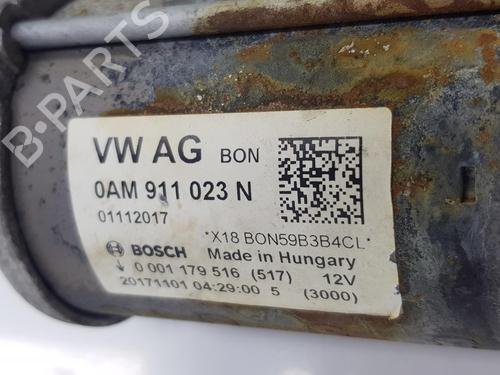 VW AG BON
0AM 911 023 N
01112017
*X18 BON59B3B4CL*
BOSCH Made in Hungary
0 001 179 516 (517) 12V
20171101 04:29:00 5 (3000)
B-PARTS